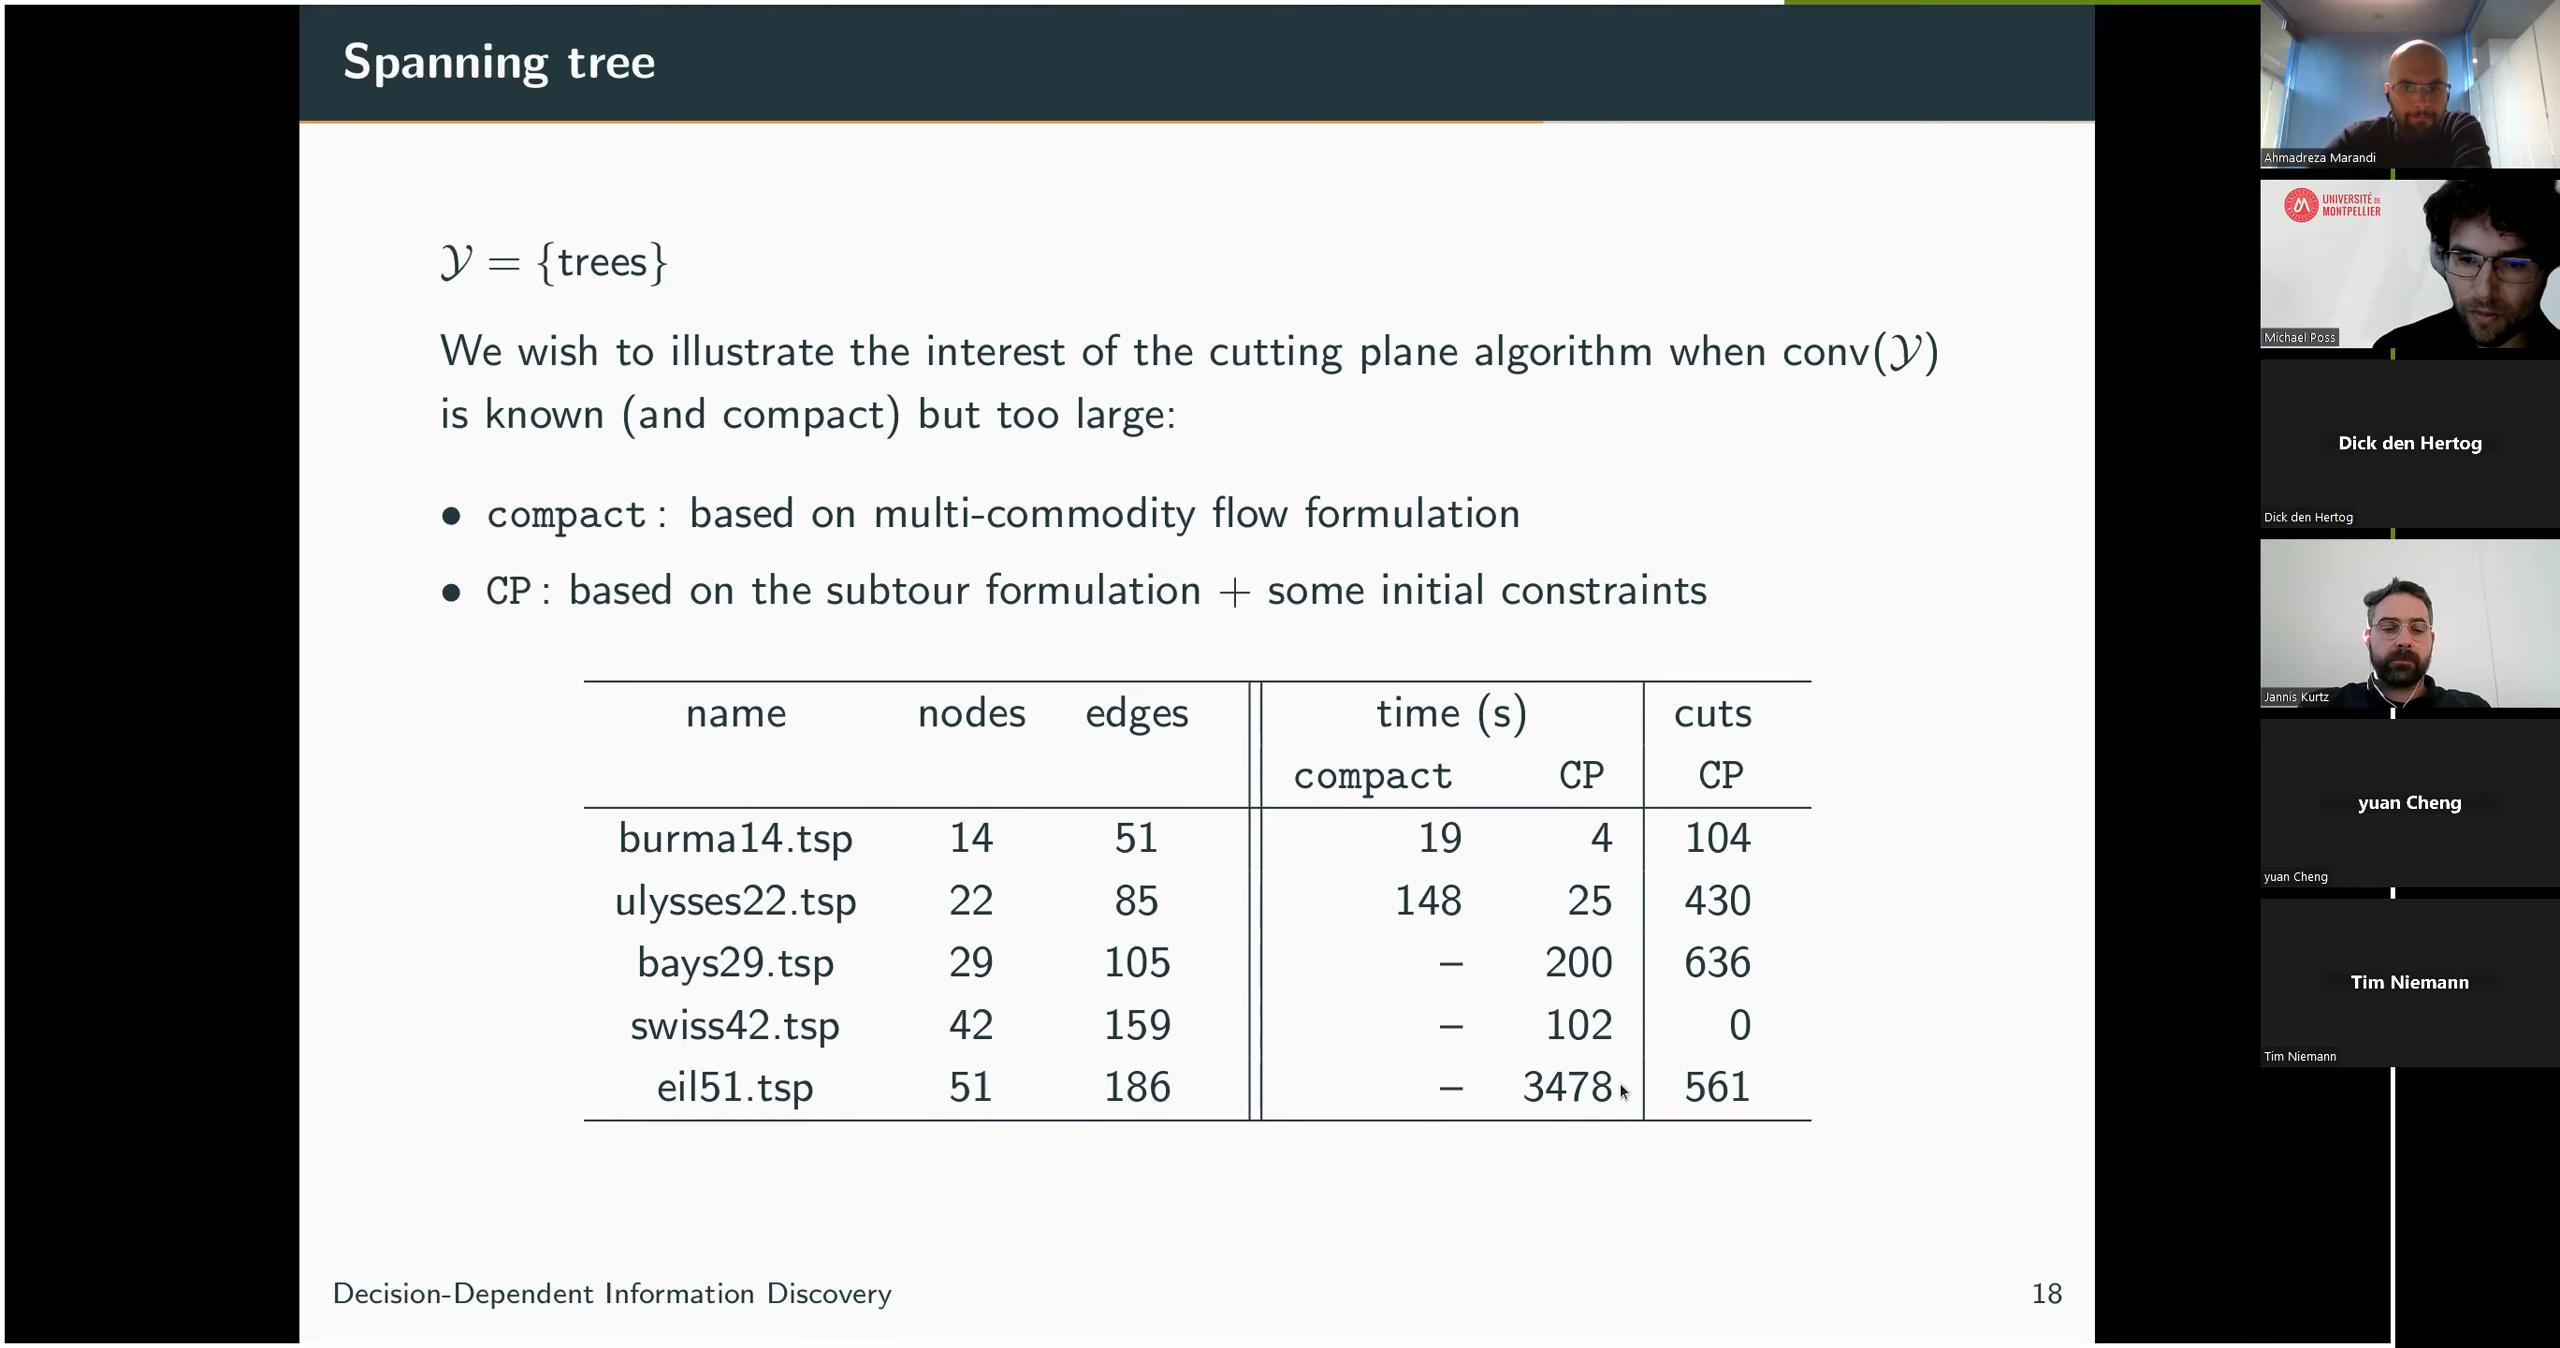 Spanning tree
𝒴 = {trees}
We wish to illustrate the interest of the cutting plane algorithm when conv(𝒴)
is known (and compact) but too large:
• compact: based on multi-commodity flow formulation
• CP: based on the subtour formulation + some initial constraints
name nodes edges time (s) cuts
compact CP CP
burma14.tsp 14 51 19 4 104
ulysses22.tsp 22 85 148 25 430
bays29.tsp 29 105 – 200 636
swiss42.tsp 42 159 – 102 0
eil51.tsp 51 186 – 3478 561
Decision-Dependent Information Discovery 18
Ahmadreza Marandi
UNIVERSITÉ DE
MONTPELLIER
Michael Poss
Dick den Hertog
Dick den Hertog
Jannis Kurtz
yuan Cheng
yuan Cheng
Tim Niemann
Tim Niemann